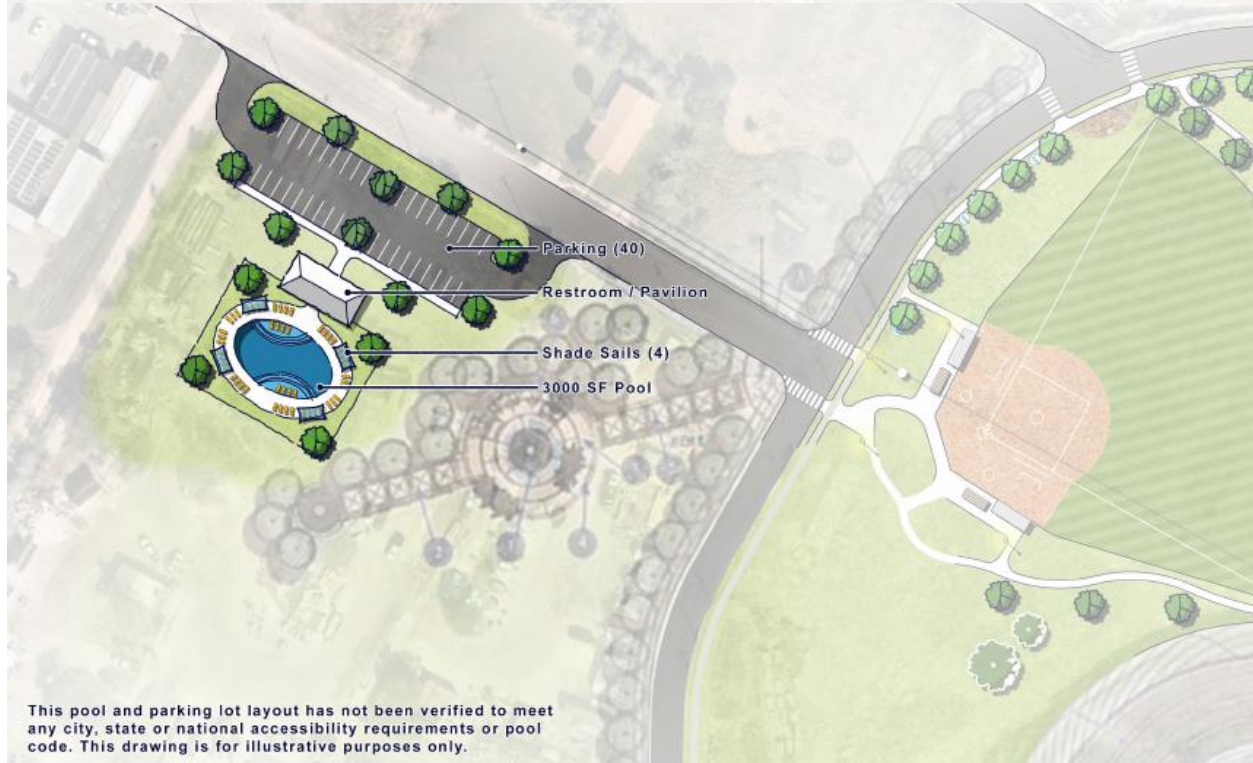 Parking (40)
Restroom / Pavilion
Shade Sails (4)
3000 SF Pool
This pool and parking lot layout has not been verified to meet
any city, state or national accessibility requirements or pool
code. This drawing is for illustrative purposes only.